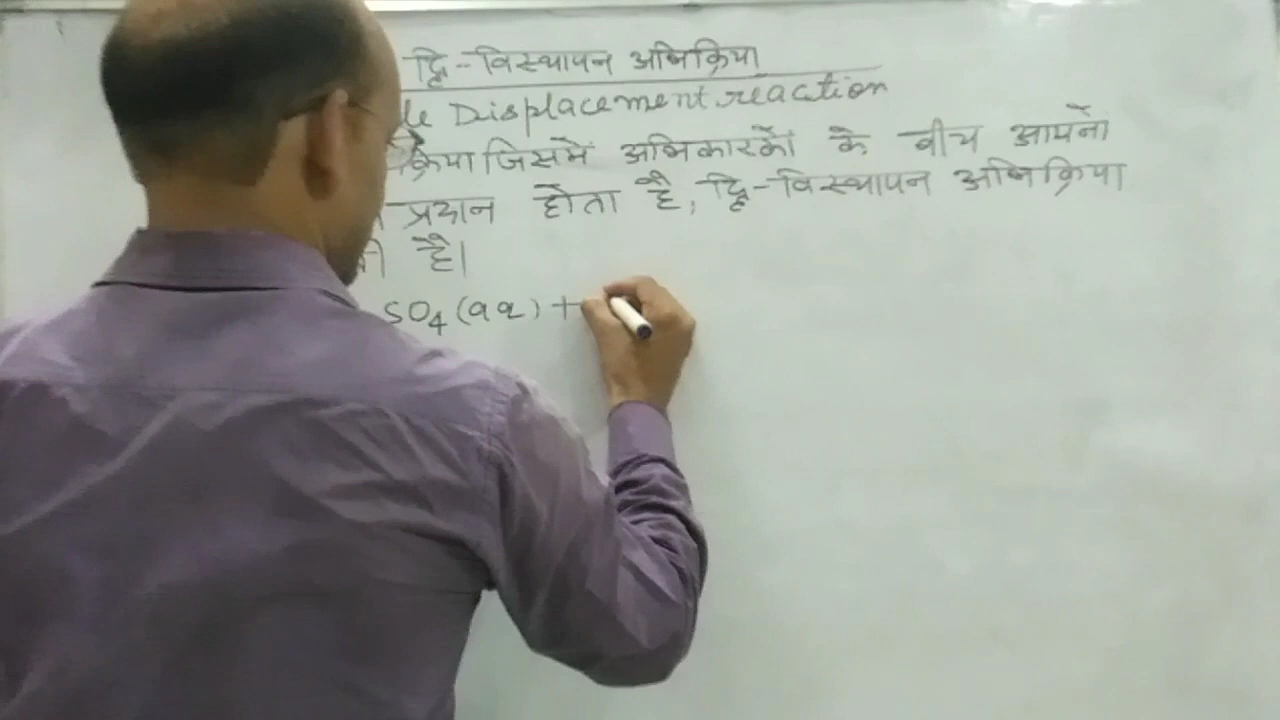 द्वि-विस्थापन अभिक्रिया
Displacement reaction
जिसमें अभिकारकों के बीच आयनों
प्रदान होता है, द्वि-विस्थापन अभिक्रिया
है।
SO4(aq) +